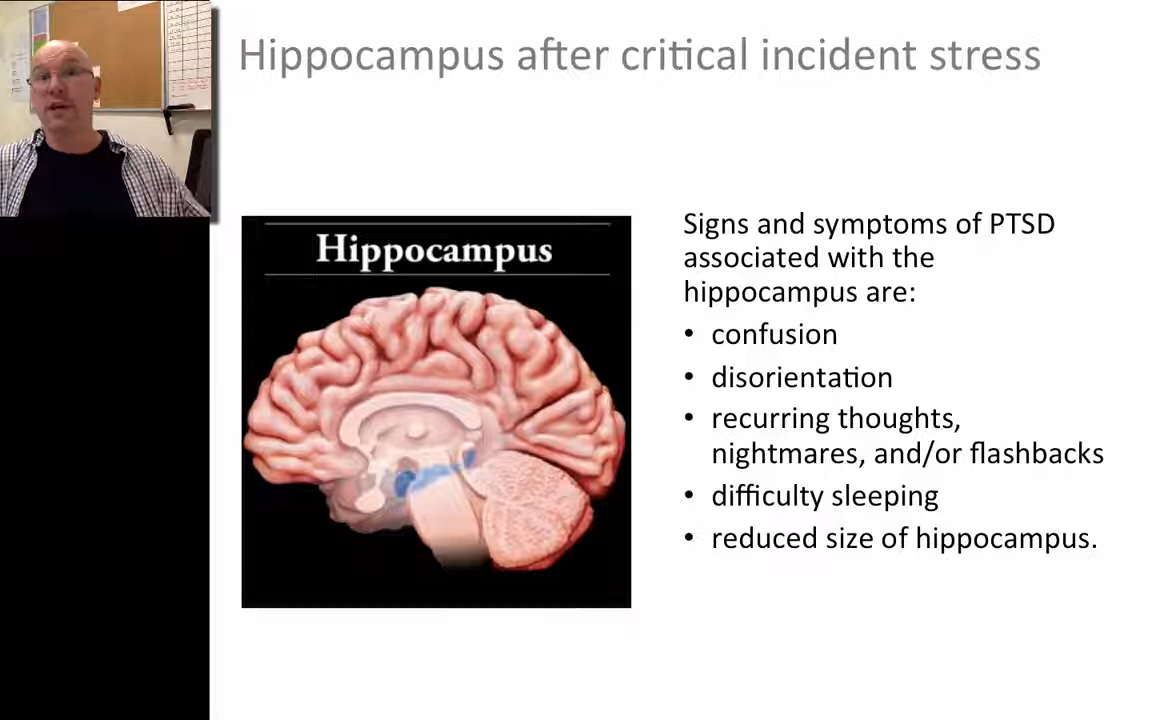 Hippocampus after critical incident stress
Hippocampus
Signs and symptoms of PTSD
associated with the
hippocampus are:
• confusion
• disorientation
• recurring thoughts,
nightmares, and/or flashbacks
• difficulty sleeping
• reduced size of hippocampus.